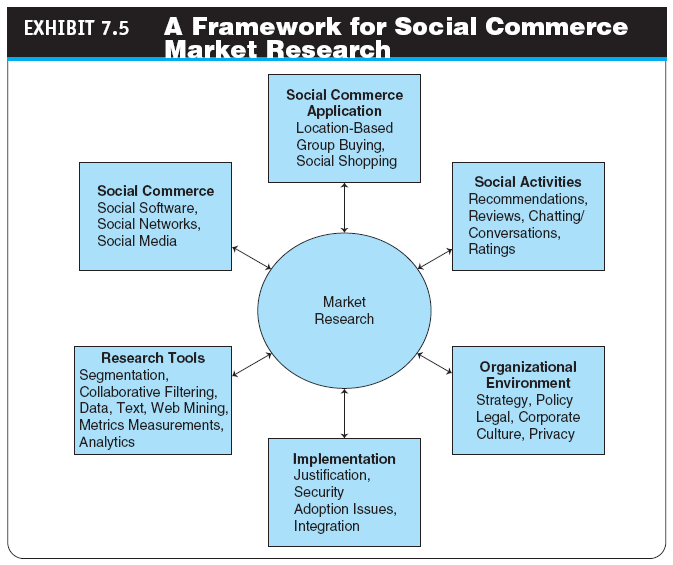 EXHIBIT 7.5
A Framework for Social Commerce
Market Research
Social Commerce
Application
Location-Based
Group Buying,
Social Shopping
Social Commerce
Social Software,
Social Networks,
Social Media
Social Activities
Recommendations,
Reviews, Chatting/
Conversations,
Ratings
Market
Research
Research Tools
Segmentation,
Collaborative Filtering,
Data, Text, Web Mining,
Metrics Measurements,
Analytics
Organizational
Environment
Strategy, Policy
Legal, Corporate
Culture, Privacy
Implementation
Justification,
Security
Adoption Issues,
Integration